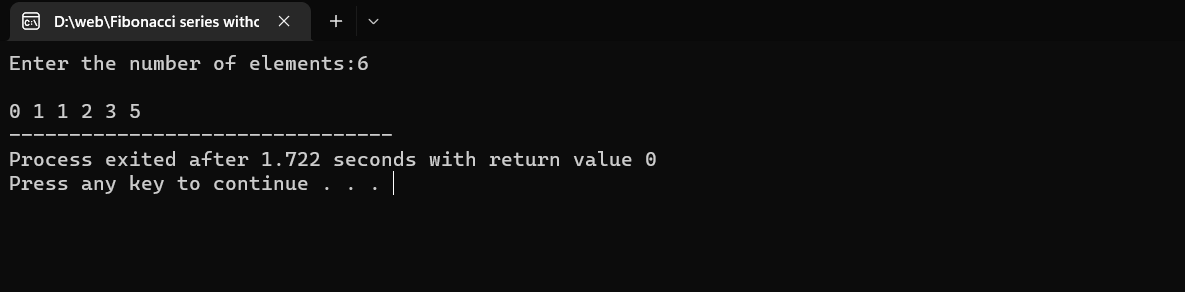 D:\web\Fibonacci series withc
Enter the number of elements:6
0 1 1 2 3 5
--------------------------------
Process exited after 1.722 seconds with return value 0
Press any key to continue . . .